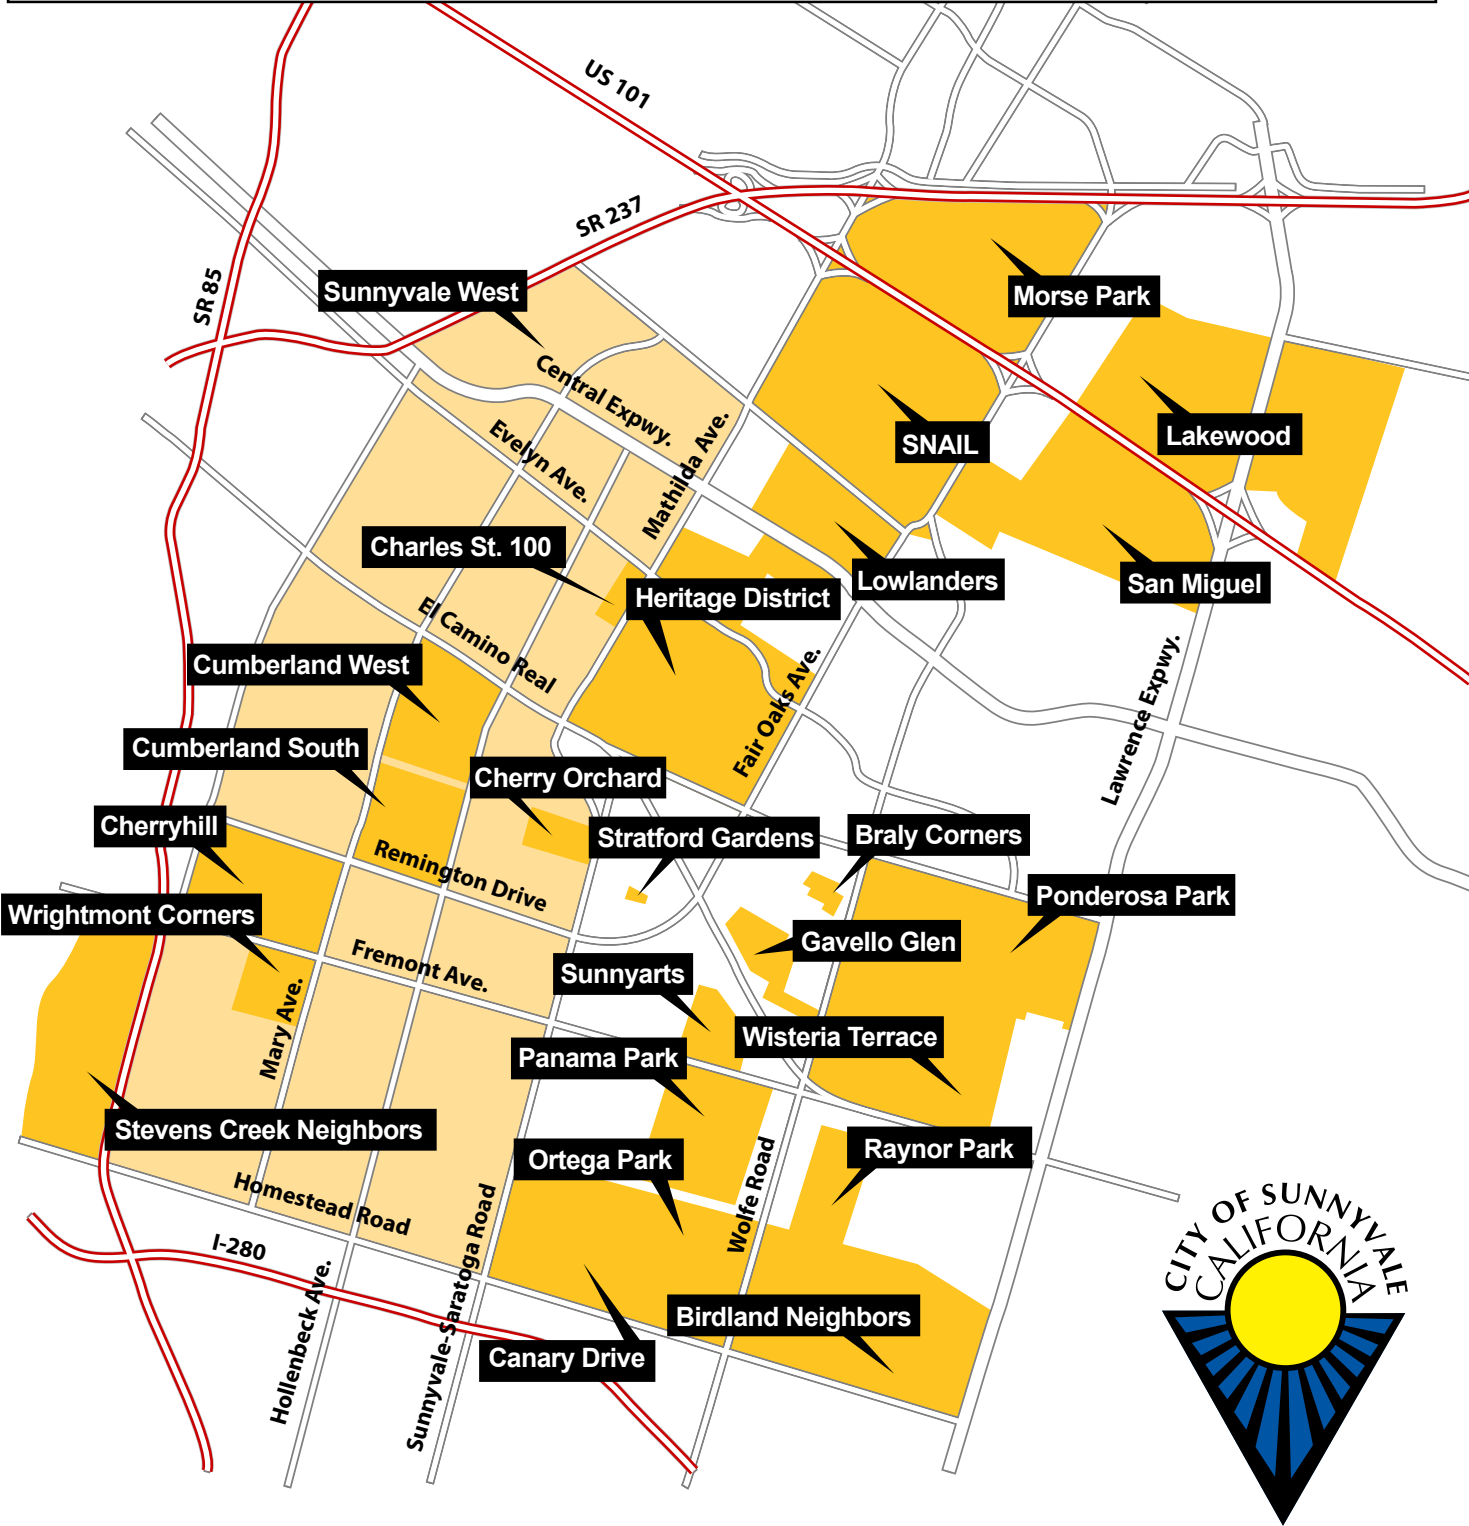 US 101
SR 237
SR 85
Sunnyvale West
Morse Park
Central Expwy.
Evelyn Ave.
Mathilda Ave.
SNAIL
Lakewood
Charles St. 100
Heritage District
Lowlanders
San Miguel
El Camino Real
Cumberland West
Fair Oaks Ave.
Lawrence Expwy.
Cumberland South
Cherry Orchard
Cherryhill
Stratford Gardens
Braly Corners
Remington Drive
Wrightmont Corners
Ponderosa Park
Fremont Ave.
Gavello Glen
Sunnyarts
Mary Ave.
Wisteria Terrace
Panama Park
Stevens Creek Neighbors
Ortega Park
Raynor Park
Wolfe Road
Homestead Road
I-280
Hollenbeck Ave.
Sunnyvale-Saratoga Road
Birdland Neighbors
Canary Drive
CITY OF SUNNYVALE
CALIFORNIA